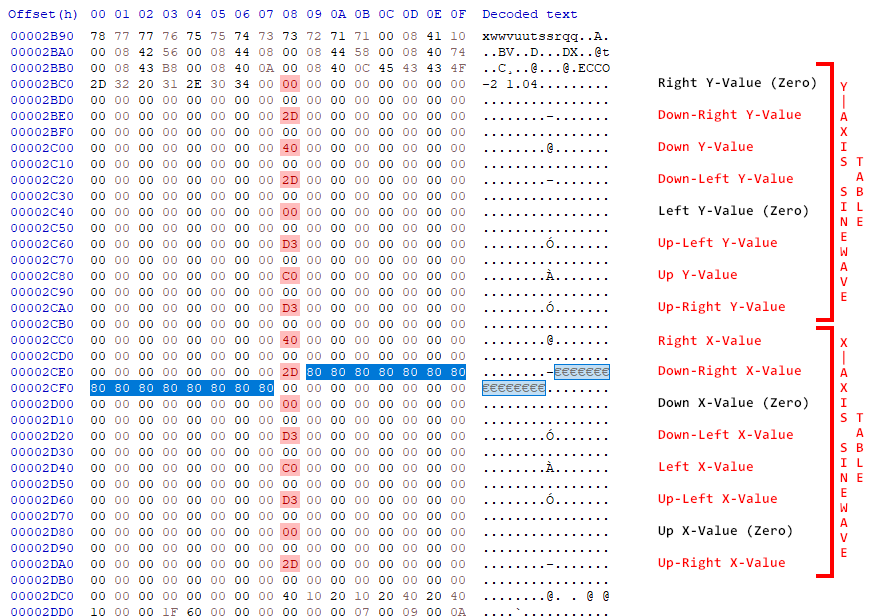 Offset(h) 00 01 02 03 04 05 06 07 08 09 0A 0B 0C 0D 0E 0F Decoded text
00002B90 78 77 77 76 75 75 74 73 73 72 71 71 00 08 41 10 xwwvuutssrqq..A.
00002BA0 00 08 42 56 00 08 44 08 00 08 44 58 00 08 40 74 ..BV..D...DX..@t
00002BB0 00 08 43 B8 00 08 40 0A 00 08 40 0C 45 43 43 4F ..C¸..@...@.ECCO
00002BC0 2D 32 20 31 2E 30 34 00 00 00 00 00 00 00 00 00 -2 1.04......... Right Y-Value (Zero)
00002BD0 00 00 00 00 00 00 00 00 00 00 00 00 00 00 00 00 ................
00002BE0 00 00 00 00 00 00 00 00 2D 00 00 00 00 00 00 00 ........-....... Down-Right Y-Value
00002BF0 00 00 00 00 00 00 00 00 00 00 00 00 00 00 00 00 ................
00002C00 00 00 00 00 00 00 00 00 40 00 00 00 00 00 00 00 ........@....... Down Y-Value
00002C10 00 00 00 00 00 00 00 00 00 00 00 00 00 00 00 00 ................
00002C20 00 00 00 00 00 00 00 00 2D 00 00 00 00 00 00 00 ........-....... Down-Left Y-Value
00002C30 00 00 00 00 00 00 00 00 00 00 00 00 00 00 00 00 ................
00002C40 00 00 00 00 00 00 00 00 00 00 00 00 00 00 00 00 ................ Left Y-Value (Zero)
00002C50 00 00 00 00 00 00 00 00 00 00 00 00 00 00 00 00 ................
00002C60 00 00 00 00 00 00 00 00 D3 00 00 00 00 00 00 00 ........Ó....... Up-Left Y-Value
00002C70 00 00 00 00 00 00 00 00 00 00 00 00 00 00 00 00 ................
00002C80 00 00 00 00 00 00 00 00 C0 00 00 00 00 00 00 00 ........À....... Up Y-Value
00002C90 00 00 00 00 00 00 00 00 00 00 00 00 00 00 00 00 ................
00002CA0 00 00 00 00 00 00 00 00 D3 00 00 00 00 00 00 00 ........Ó....... Up-Right Y-Value
00002CB0 00 00 00 00 00 00 00 00 00 00 00 00 00 00 00 00 ................
00002CC0 00 00 00 00 00 00 00 00 40 00 00 00 00 00 00 00 ........@....... Right X-Value
00002CD0 00 00 00 00 00 00 00 00 00 00 00 00 00 00 00 00 ................
00002CE0 00 00 00 00 00 00 00 00 2D 80 80 80 80 80 80 80 ........-€€€€€€€ Down-Right X-Value
00002CF0 80 80 80 80 80 80 80 80 00 00 00 00 00 00 00 00 €€€€€€€€........
00002D00 00 00 00 00 00 00 00 00 00 00 00 00 00 00 00 00 ................ Down X-Value (Zero)
00002D10 00 00 00 00 00 00 00 00 00 00 00 00 00 00 00 00 ................
00002D20 00 00 00 00 00 00 00 00 D3 00 00 00 00 00 00 00 ........Ó....... Down-Left X-Value
00002D30 00 00 00 00 00 00 00 00 00 00 00 00 00 00 00 00 ................
00002D40 00 00 00 00 00 00 00 00 C0 00 00 00 00 00 00 00 ........À....... Left X-Value
00002D50 00 00 00 00 00 00 00 00 00 00 00 00 00 00 00 00 ................
00002D60 00 00 00 00 00 00 00 00 D3 00 00 00 00 00 00 00 ........Ó....... Up-Left X-Value
00002D70 00 00 00 00 00 00 00 00 00 00 00 00 00 00 00 00 ................
00002D80 00 00 00 00 00 00 00 00 00 00 00 00 00 00 00 00 ................ Up X-Value (Zero)
00002D90 00 00 00 00 00 00 00 00 00 00 00 00 00 00 00 00 ................
00002DA0 00 00 00 00 00 00 00 00 2D 00 00 00 00 00 00 00 ........-....... Up-Right X-Value
00002DB0 00 00 00 00 00 00 00 00 00 00 00 00 00 00 00 00 ................
00002DC0 00 00 00 00 00 00 00 00 40 10 20 10 20 40 20 40 ........@. . @ @
00002DD0 10 00 00 1F 60 00 00 00 00 00 00 07 00 09 00 0A ....`...........
Y|AXIS SINEWAVE
TABLE
X|AXIS SINEWAVE
TABLE